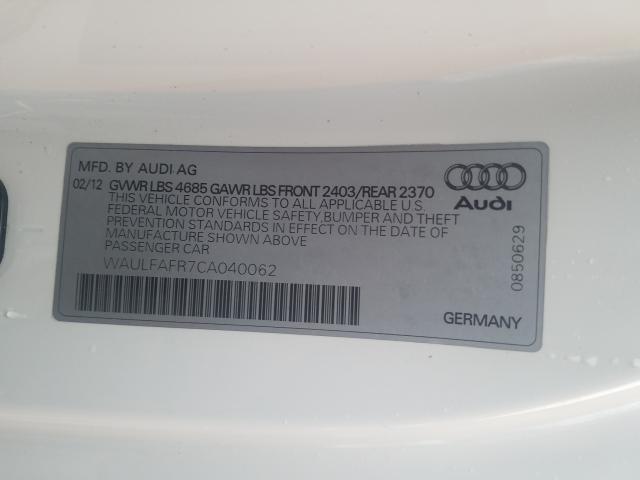 MFD. BY AUDI AG
02/12 GVWR LBS 4685 GAWR LBS FRONT 2403/REAR 2370
THIS VEHICLE CONFORMS TO ALL APPLICABLE U.S.
FEDERAL MOTOR VEHICLE SAFETY, BUMPER AND THEFT
PREVENTION STANDARDS IN EFFECT ON THE DATE OF
MANUFACTURE SHOWN ABOVE
PASSENGER CAR
WAULFAFR7CA040062
Audi
0850629
GERMANY